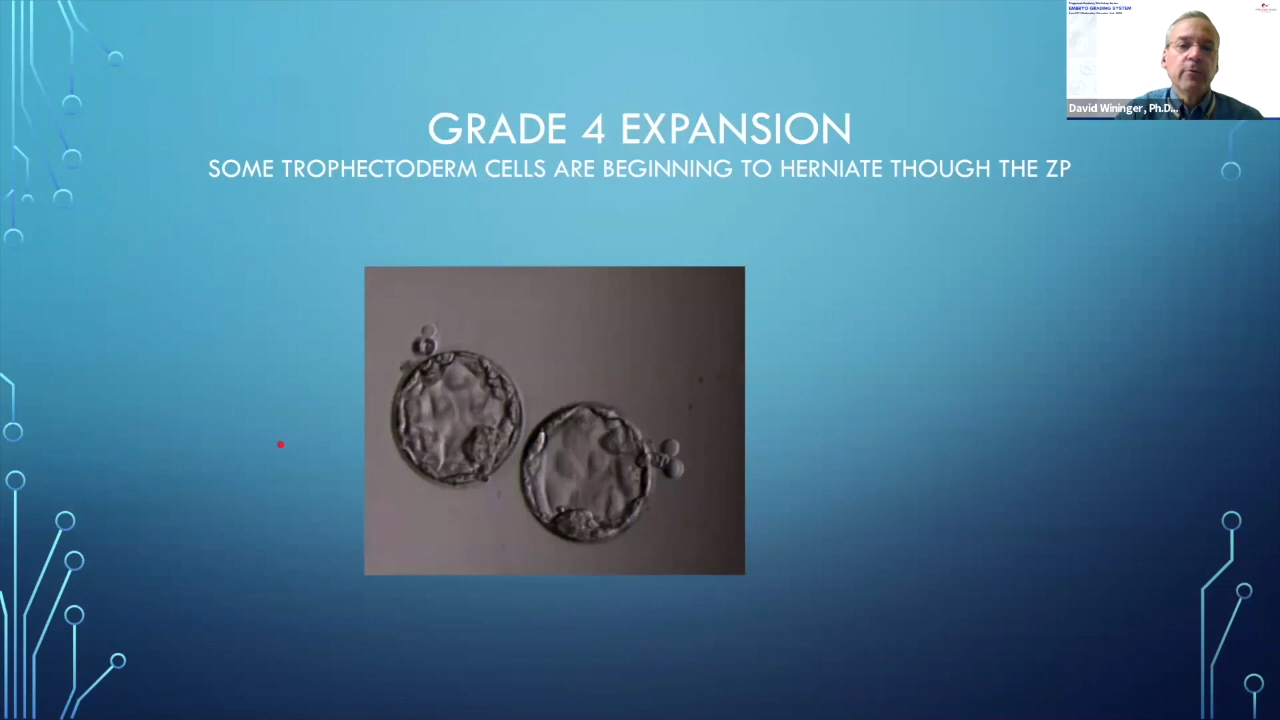 EMBRYO GRADING SYSTEM
David Wininger, Ph.D...
GRADE 4 EXPANSION
SOME TROPHECTODERM CELLS ARE BEGINNING TO HERNIATE THOUGH THE ZP